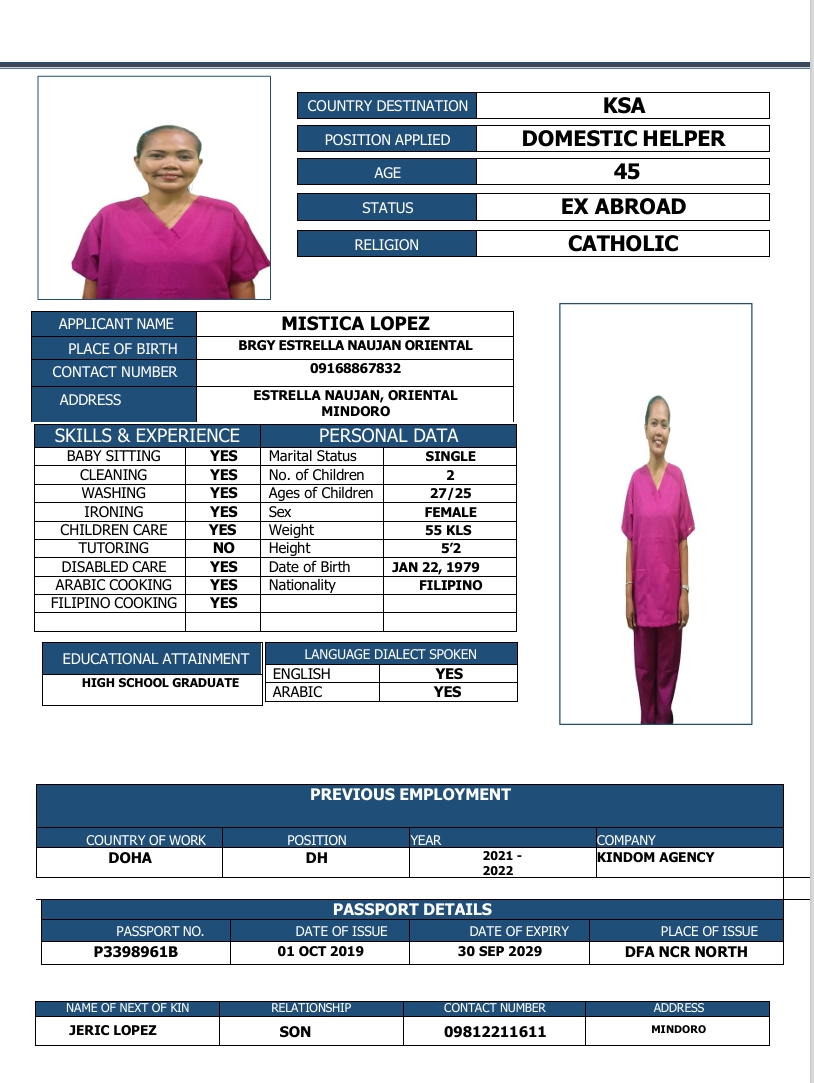 COUNTRY DESTINATION KSA
POSITION APPLIED DOMESTIC HELPER
AGE 45
STATUS EX ABROAD
RELIGION CATHOLIC
APPLICANT NAME MISTICA LOPEZ
PLACE OF BIRTH BRGY ESTRELLA NAUJAN ORIENTAL
CONTACT NUMBER 09168867832
ADDRESS ESTRELLA NAUJAN, ORIENTAL
MINDORO
SKILLS & EXPERIENCE PERSONAL DATA
BABY SITTING YES Marital Status SINGLE
CLEANING YES No. of Children 2
WASHING YES Ages of Children 27/25
IRONING YES Sex FEMALE
CHILDREN CARE YES Weight 55 KLS
TUTORING NO Height 5’2
DISABLED CARE YES Date of Birth JAN 22, 1979
ARABIC COOKING YES Nationality FILIPINO
FILIPINO COOKING YES
EDUCATIONAL ATTAINMENT
HIGH SCHOOL GRADUATE
LANGUAGE DIALECT SPOKEN
ENGLISH YES
ARABIC YES
PREVIOUS EMPLOYMENT
COUNTRY OF WORK POSITION YEAR COMPANY
DOHA DH 2021 - KINDOM AGENCY
2022
PASSPORT DETAILS
PASSPORT NO. DATE OF ISSUE DATE OF EXPIRY PLACE OF ISSUE
P3398961B 01 OCT 2019 30 SEP 2029 DFA NCR NORTH
NAME OF NEXT OF KIN RELATIONSHIP CONTACT NUMBER ADDRESS
JERIC LOPEZ SON 09812211611 MINDORO